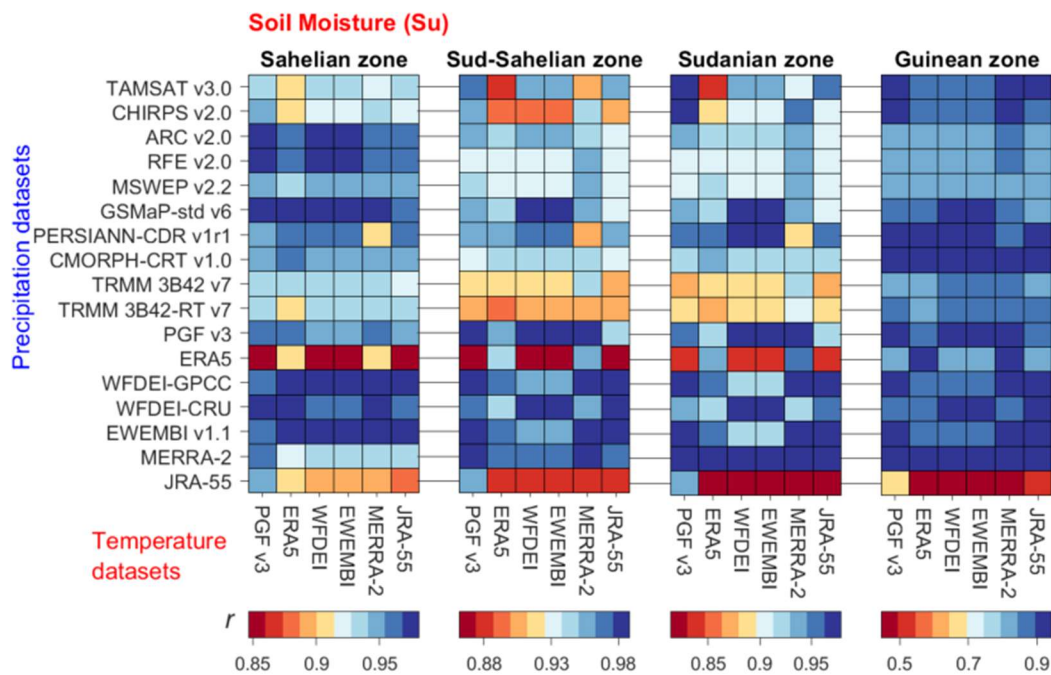 Soil Moisture (Su)
Sahelian zone Sud-Sahelian zone Sudanian zone Guinean zone
Precipitation datasets
TAMSAT v3.0
CHIRPS v2.0
ARC v2.0
RFE v2.0
MSWEP v2.2
GSMaP-std v6
PERSIANN-CDR v1r1
CMORPH-CRT v1.0
TRMM 3B42 v7
TRMM 3B42-RT v7
PGF v3
ERA5
WFDEI-GPCC
WFDEI-CRU
EWEMBI v1.1
MERRA-2
JRA-55
Temperature
datasets
PGF v3 ERA5 WFDEI EWEMBI MERRA-2 JRA-55 PGF v3 ERA5 WFDEI EWEMBI MERRA-2 JRA-55 PGF v3 ERA5 WFDEI EWEMBI MERRA-2 JRA-55 PGF v3 ERA5 WFDEI EWEMBI MERRA-2 JRA-55
r
0.85 0.9 0.95 0.88 0.93 0.98 0.85 0.9 0.95 0.5 0.7 0.9